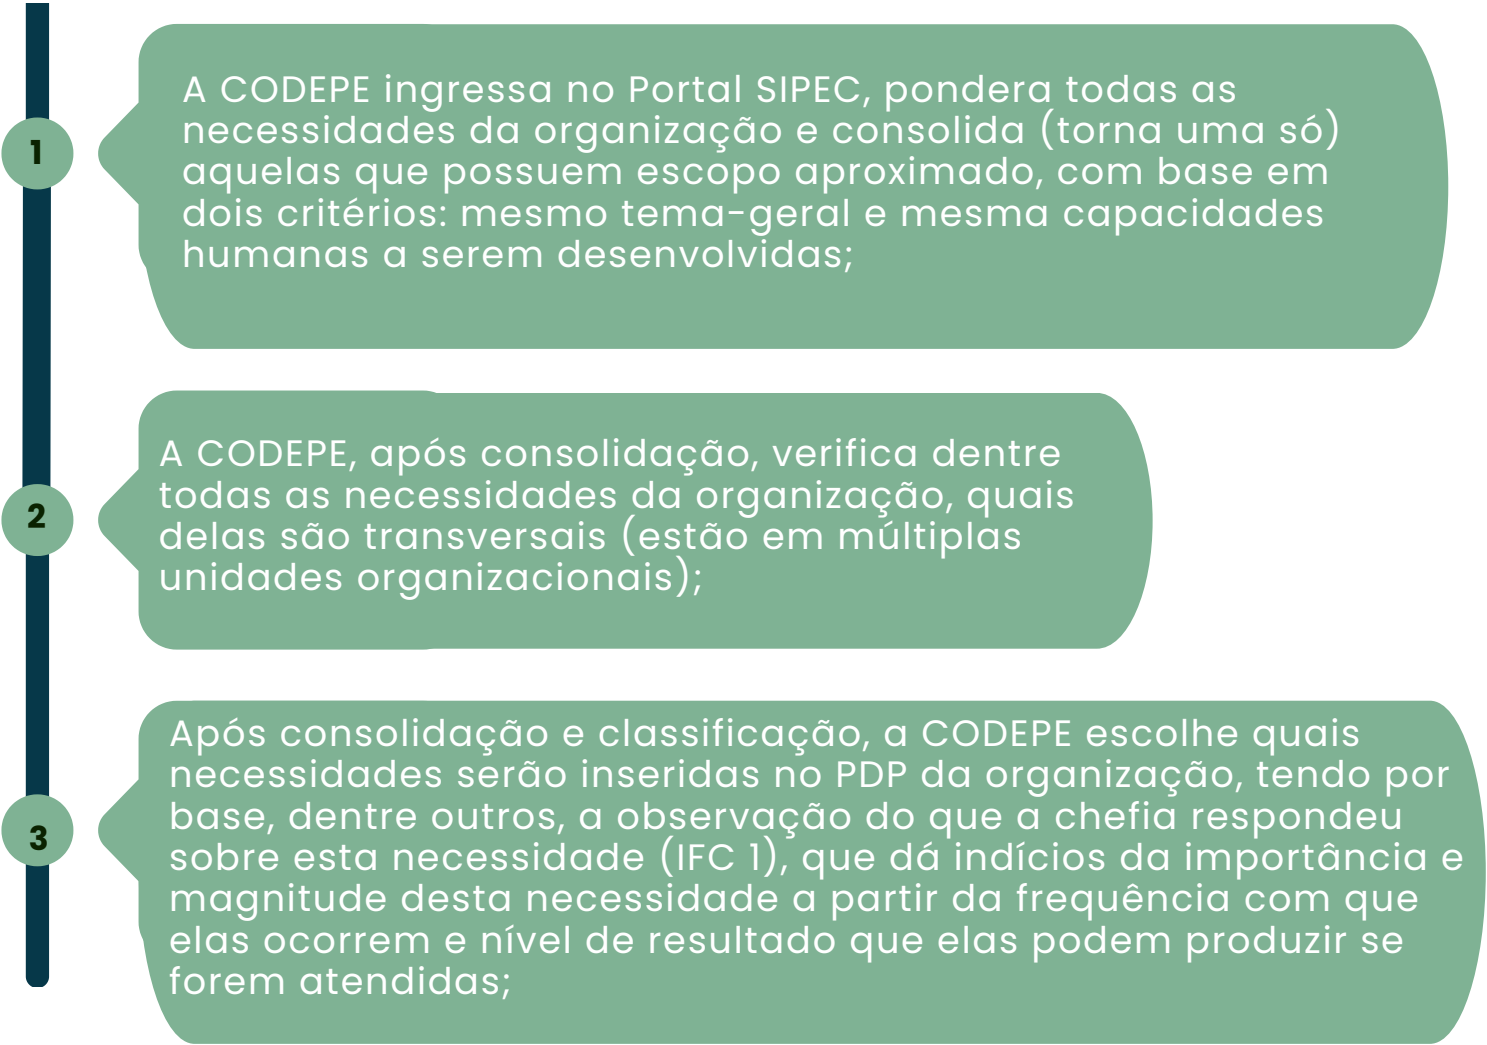 1
A CODEPE ingressa no Portal SIPEC, pondera todas as
necessidades da organização e consolida (torna uma só)
aquelas que possuem escopo aproximado, com base em
dois critérios: mesmo tema-geral e mesma capacidades
humanas a serem desenvolvidas;
2
A CODEPE, após consolidação, verifica dentre
todas as necessidades da organização, quais
delas são transversais (estão em múltiplas
unidades organizacionais);
3
Após consolidação e classificação, a CODEPE escolhe quais
necessidades serão inseridas no PDP da organização, tendo por
base, dentre outros, a observação do que a chefia respondeu
sobre esta necessidade (IFC 1), que dá indícios da importância e
magnitude desta necessidade a partir da frequência com que
elas ocorrem e nível de resultado que elas podem produzir se
forem atendidas;